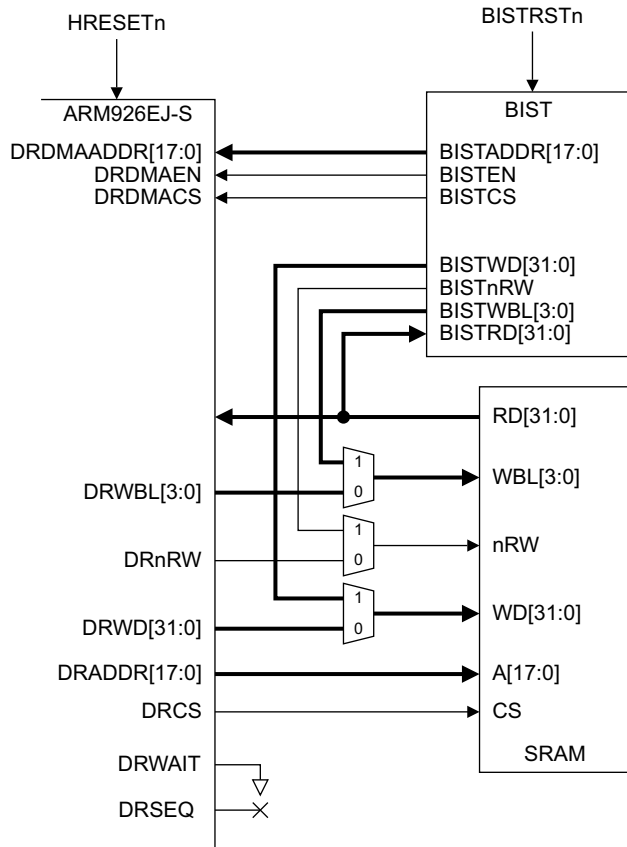 HRESETn
BISTRSTn
ARM926EJ-S
BIST
DRDMAADDR[17:0]
BISTADDR[17:0]
DRDMAEN
BISTEN
DRDMACS
BISTCS
BISTWD[31:0]
BISTnRW
BISTWBL[3:0]
BISTRD[31:0]
RD[31:0]
1
WBL[3:0]
DRWBL[3:0]
0
1
nRW
DRnRW
0
1
WD[31:0]
DRWD[31:0]
0
DRADDR[17:0]
A[17:0]
DRCS
CS
SRAM
DRWAIT
DRSEQ